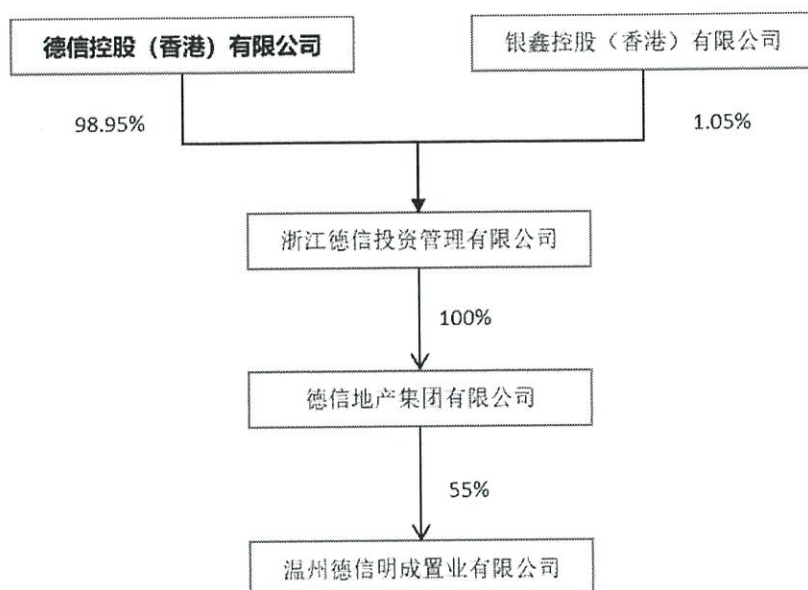 德信控股（香港）有限公司
银鑫控股（香港）有限公司
98.95%
1.05%
浙江德信投资管理有限公司
100%
德信地产集团有限公司
55%
温州德信明成置业有限公司